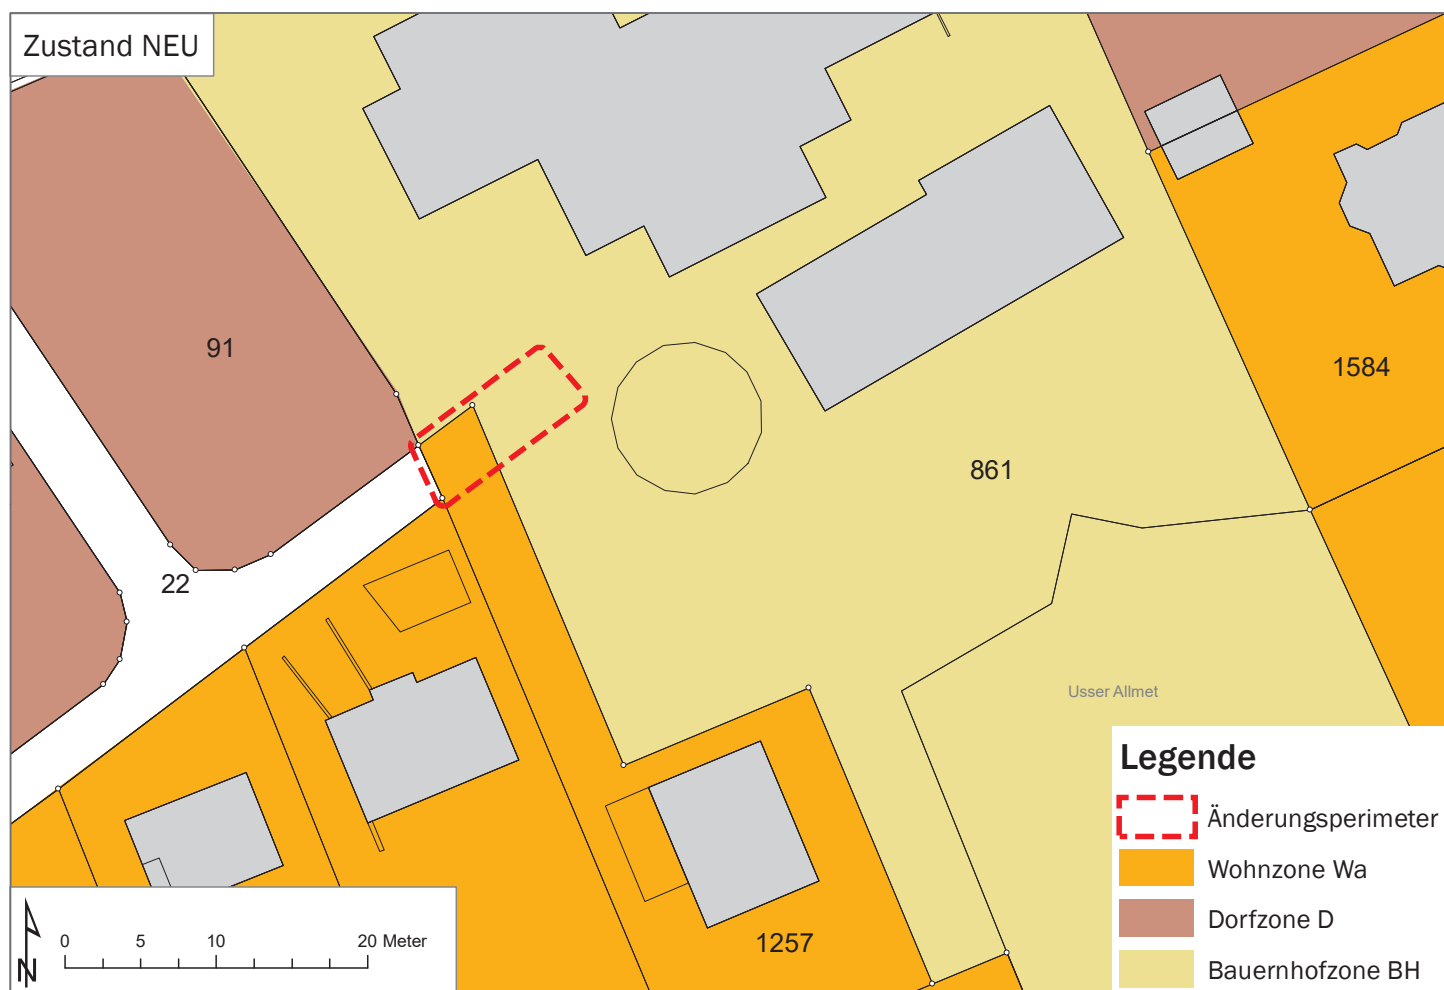 Zustand NEU
91
1584
861
22
Usser Allmet
1257
Legende
Änderungsperimeter
Wohnzone Wa
Dorfzone D
Bauernhofzone BH
0 5 10 20 Meter
N